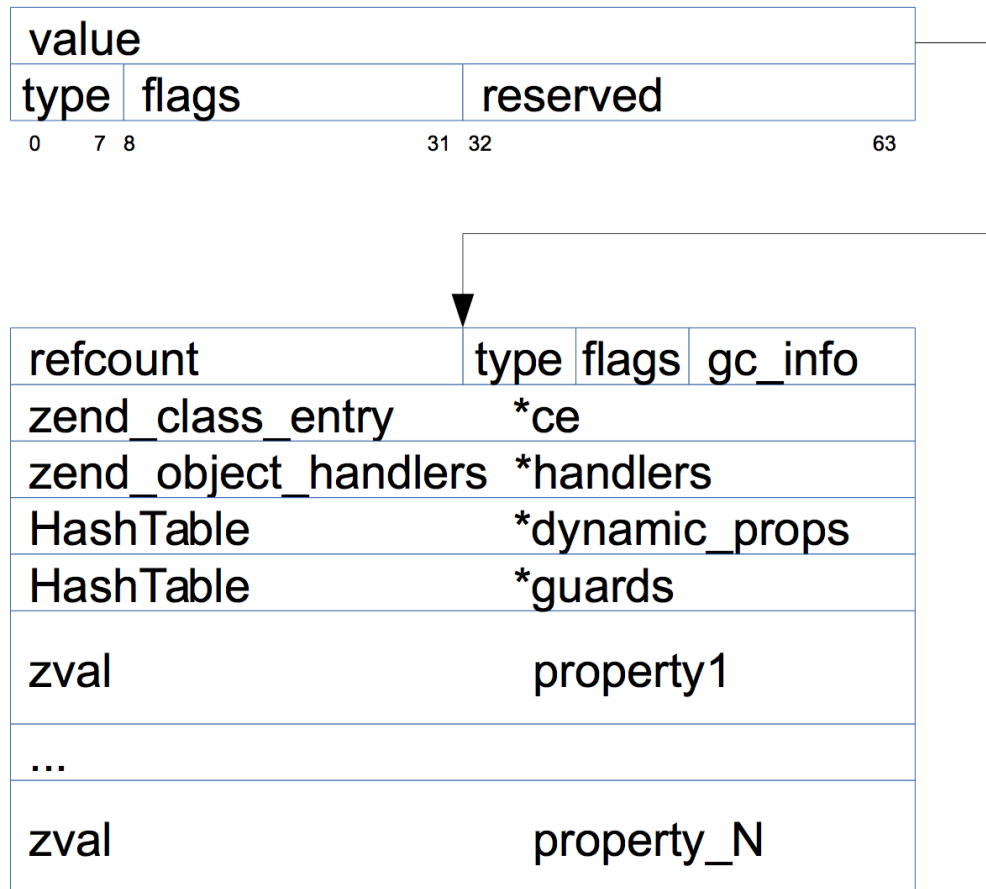 value
type flags reserved
0 7 8 31 32 63
refcount type flags gc_info
zend_class_entry *ce
zend_object_handlers *handlers
HashTable *dynamic_props
HashTable *guards
zval property1
...
zval property_N